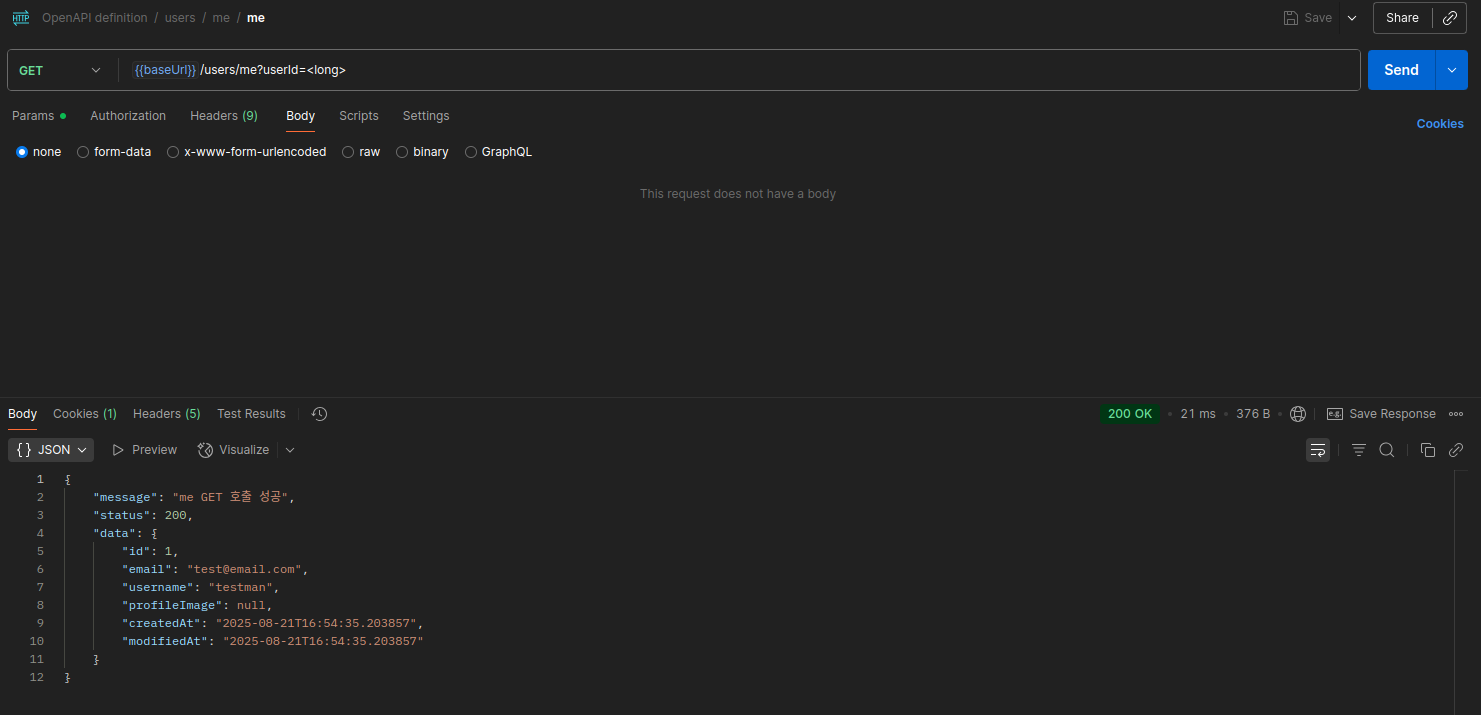 HTTP OpenAPI definition / users / me / me Save Share
GET {{baseUrl}}/users/me?userId=<long> Send
Params Authorization Headers (9) Body Scripts Settings Cookies
none form-data x-www-form-urlencoded raw binary GraphQL
This request does not have a body
Body Cookies (1) Headers (5) Test Results 200 OK • 21 ms • 376 B • e.g. Save Response
{} JSON Preview Visualize
1 {
2 "message": "me GET 호출 성공",
3 "status": 200,
4 "data": {
5 "id": 1,
6 "email": "test@email.com",
7 "username": "testman",
8 "profileImage": null,
9 "createdAt": "2025-08-21T16:54:35.203857",
10 "modifiedAt": "2025-08-21T16:54:35.203857"
11 }
12 }